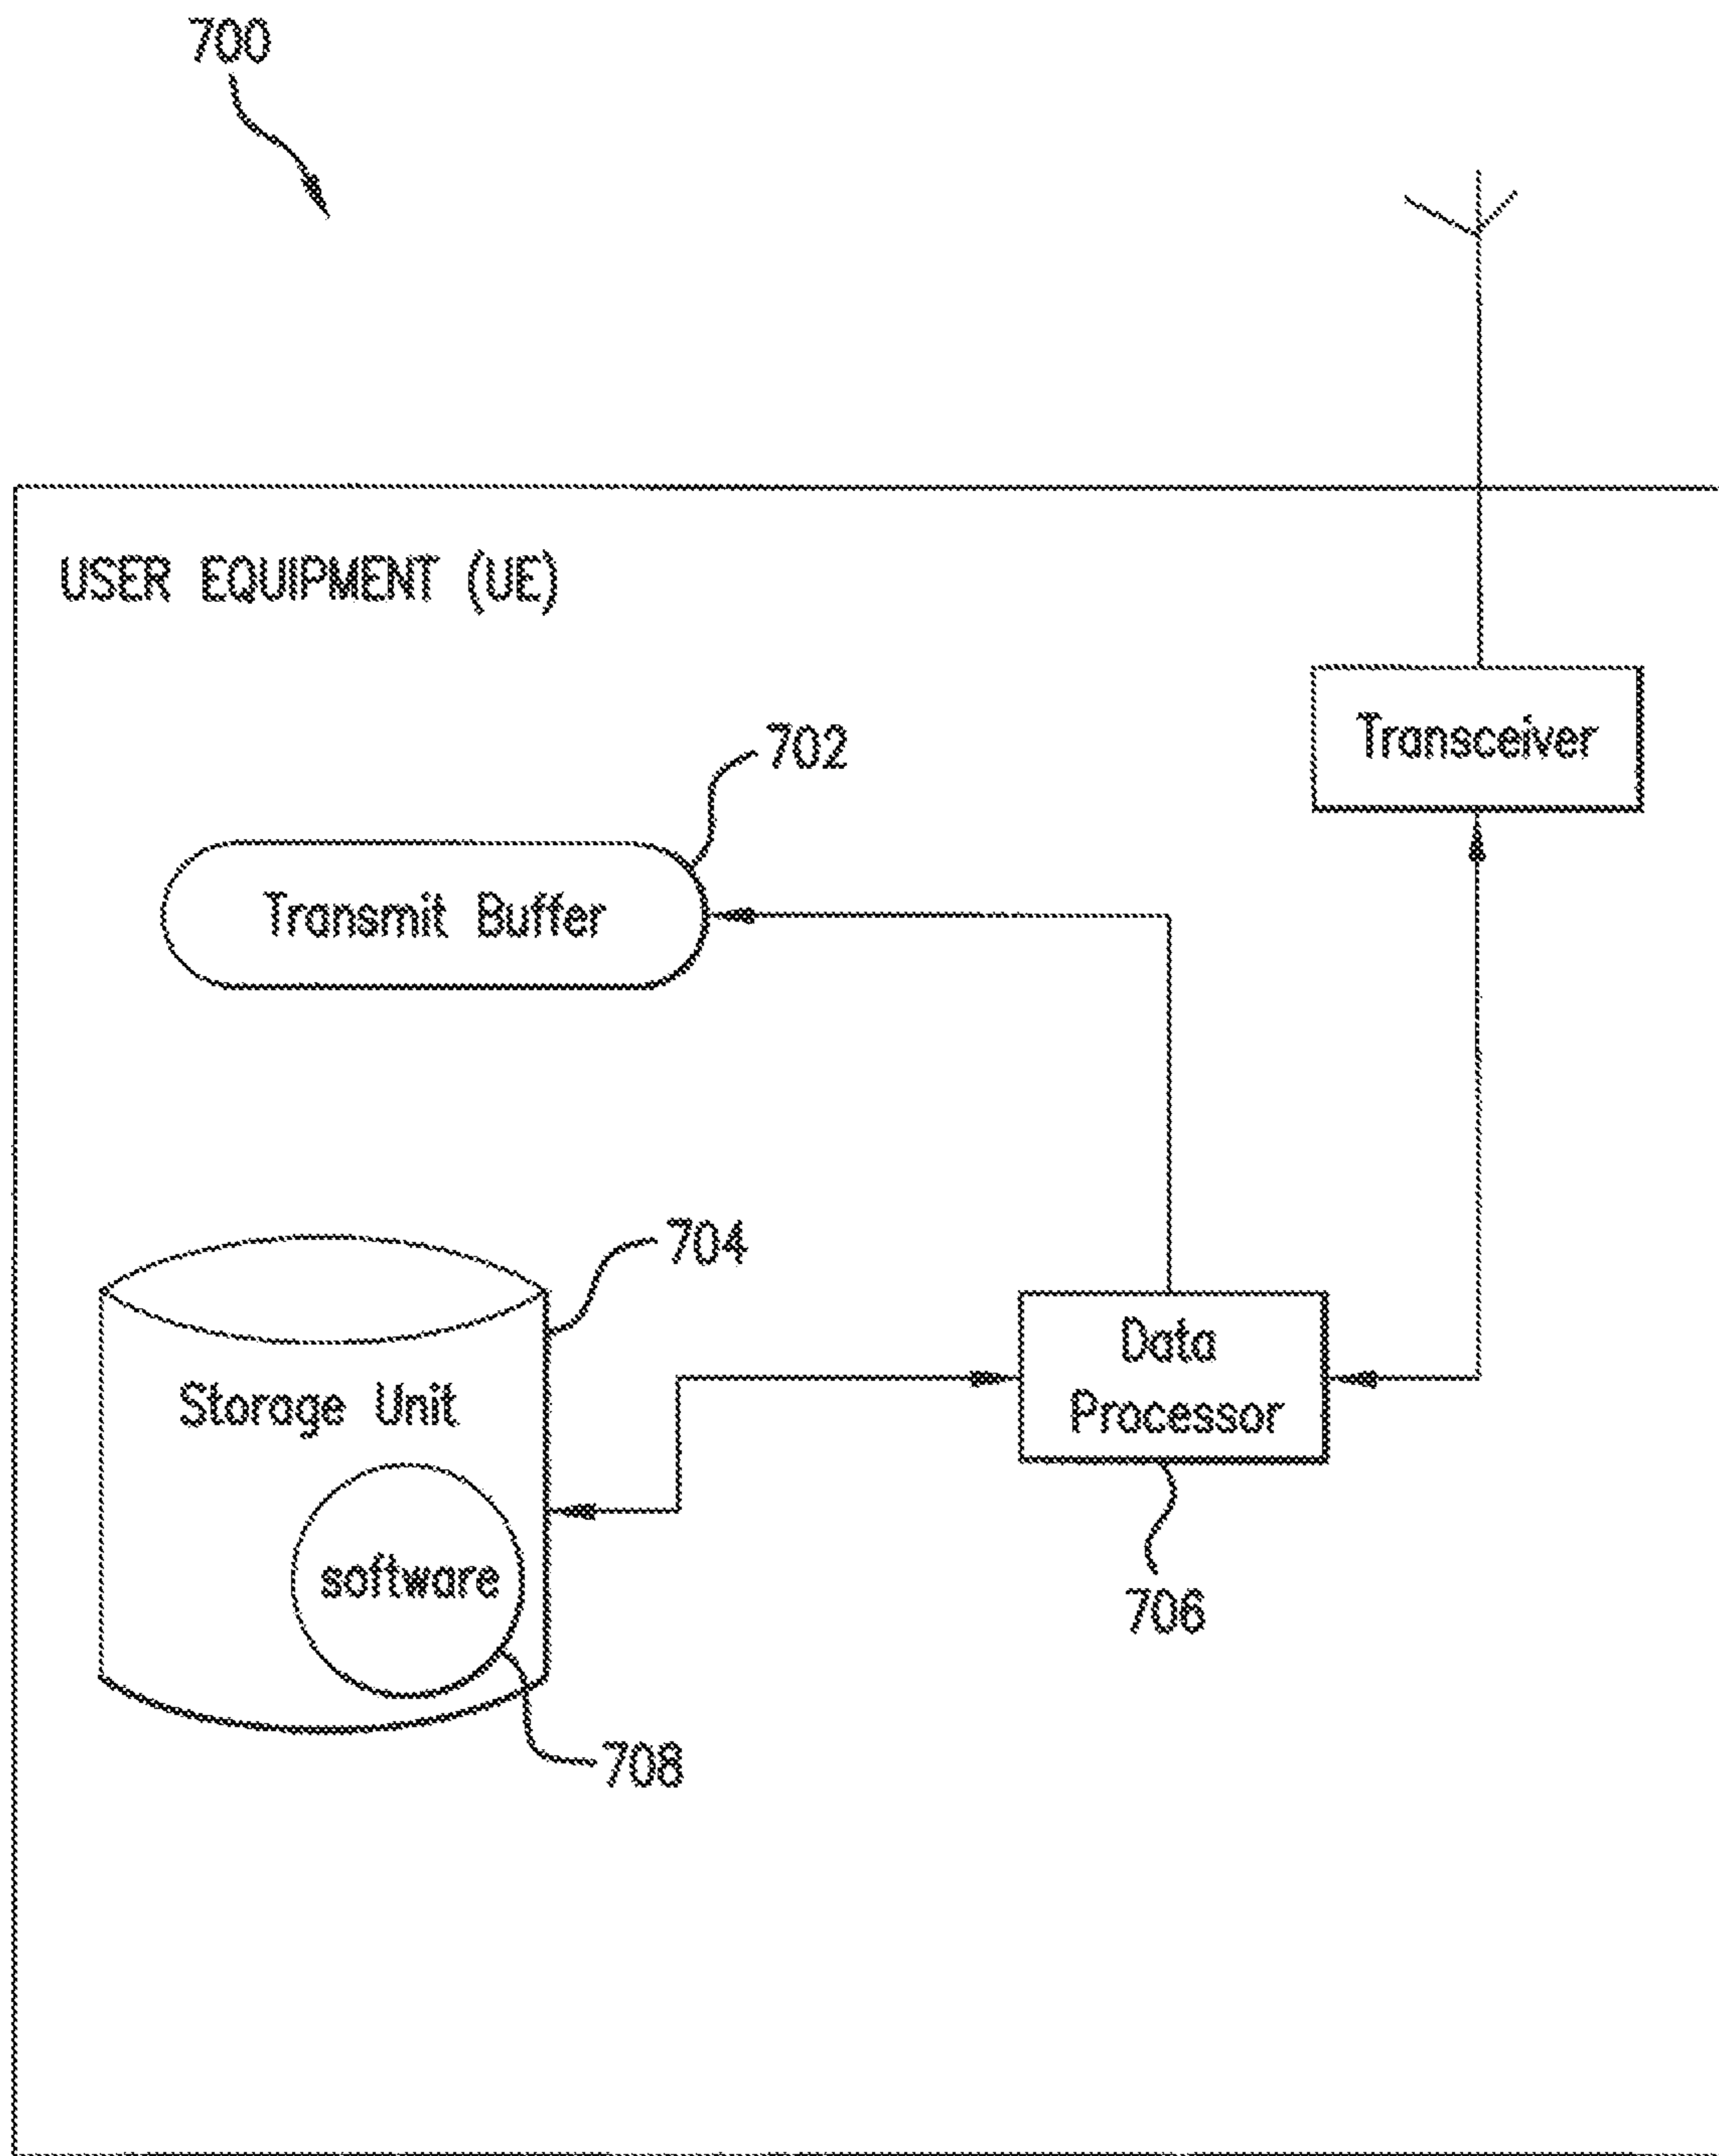 700
USER EQUIPMENT (UE)
702
Transceiver
Transmit Buffer
704
Data
Processor
Storage Unit
software
706
708